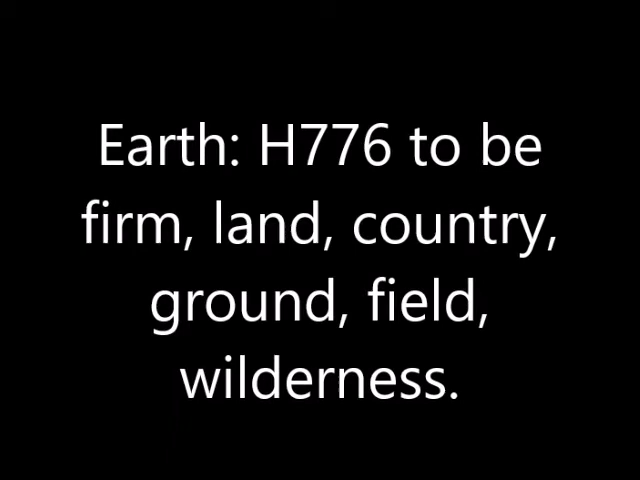 Earth: H776 to be
firm, land, country,
ground, field,
wilderness.